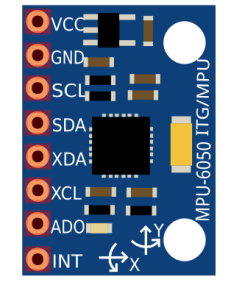 VCC
GND
SCL
SDA
XDA
XCL
ADO
INT
MPU-6050 ITG/MPU
Y
X